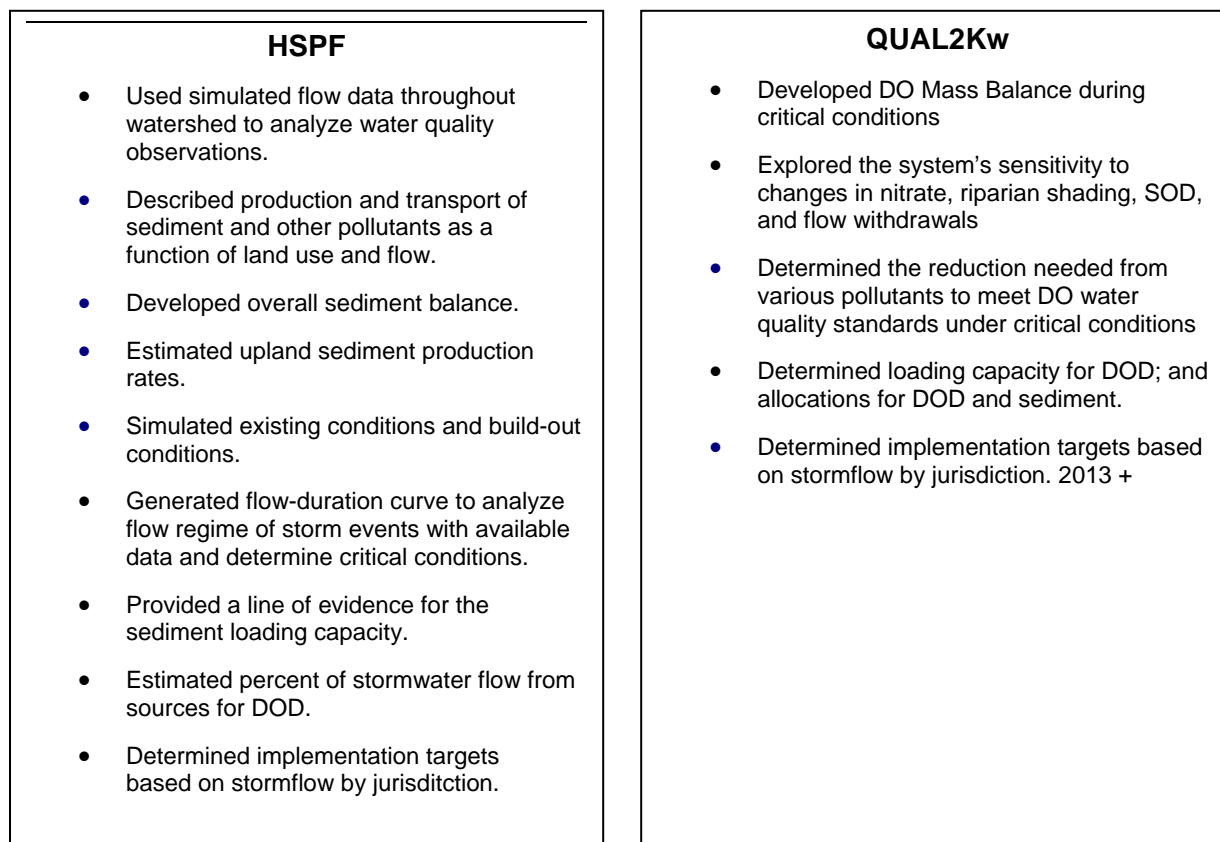 HSPF
• Used simulated flow data throughout
watershed to analyze water quality
observations.
• Described production and transport of
sediment and other pollutants as a
function of land use and flow.
• Developed overall sediment balance.
• Estimated upland sediment production
rates.
• Simulated existing conditions and build-out
conditions.
• Generated flow-duration curve to analyze
flow regime of storm events with available
data and determine critical conditions.
• Provided a line of evidence for the
sediment loading capacity.
• Estimated percent of stormwater flow from
sources for DOD.
• Determined implementation targets
based on stormflow by jurisditction.
QUAL2Kw
• Developed DO Mass Balance during
critical conditions
• Explored the system’s sensitivity to
changes in nitrate, riparian shading, SOD,
and flow withdrawals
• Determined the reduction needed from
various pollutants to meet DO water
quality standards under critical conditions
• Determined loading capacity for DOD; and
allocations for DOD and sediment.
• Determined implementation targets based
on stormflow by jurisdiction. 2013 +